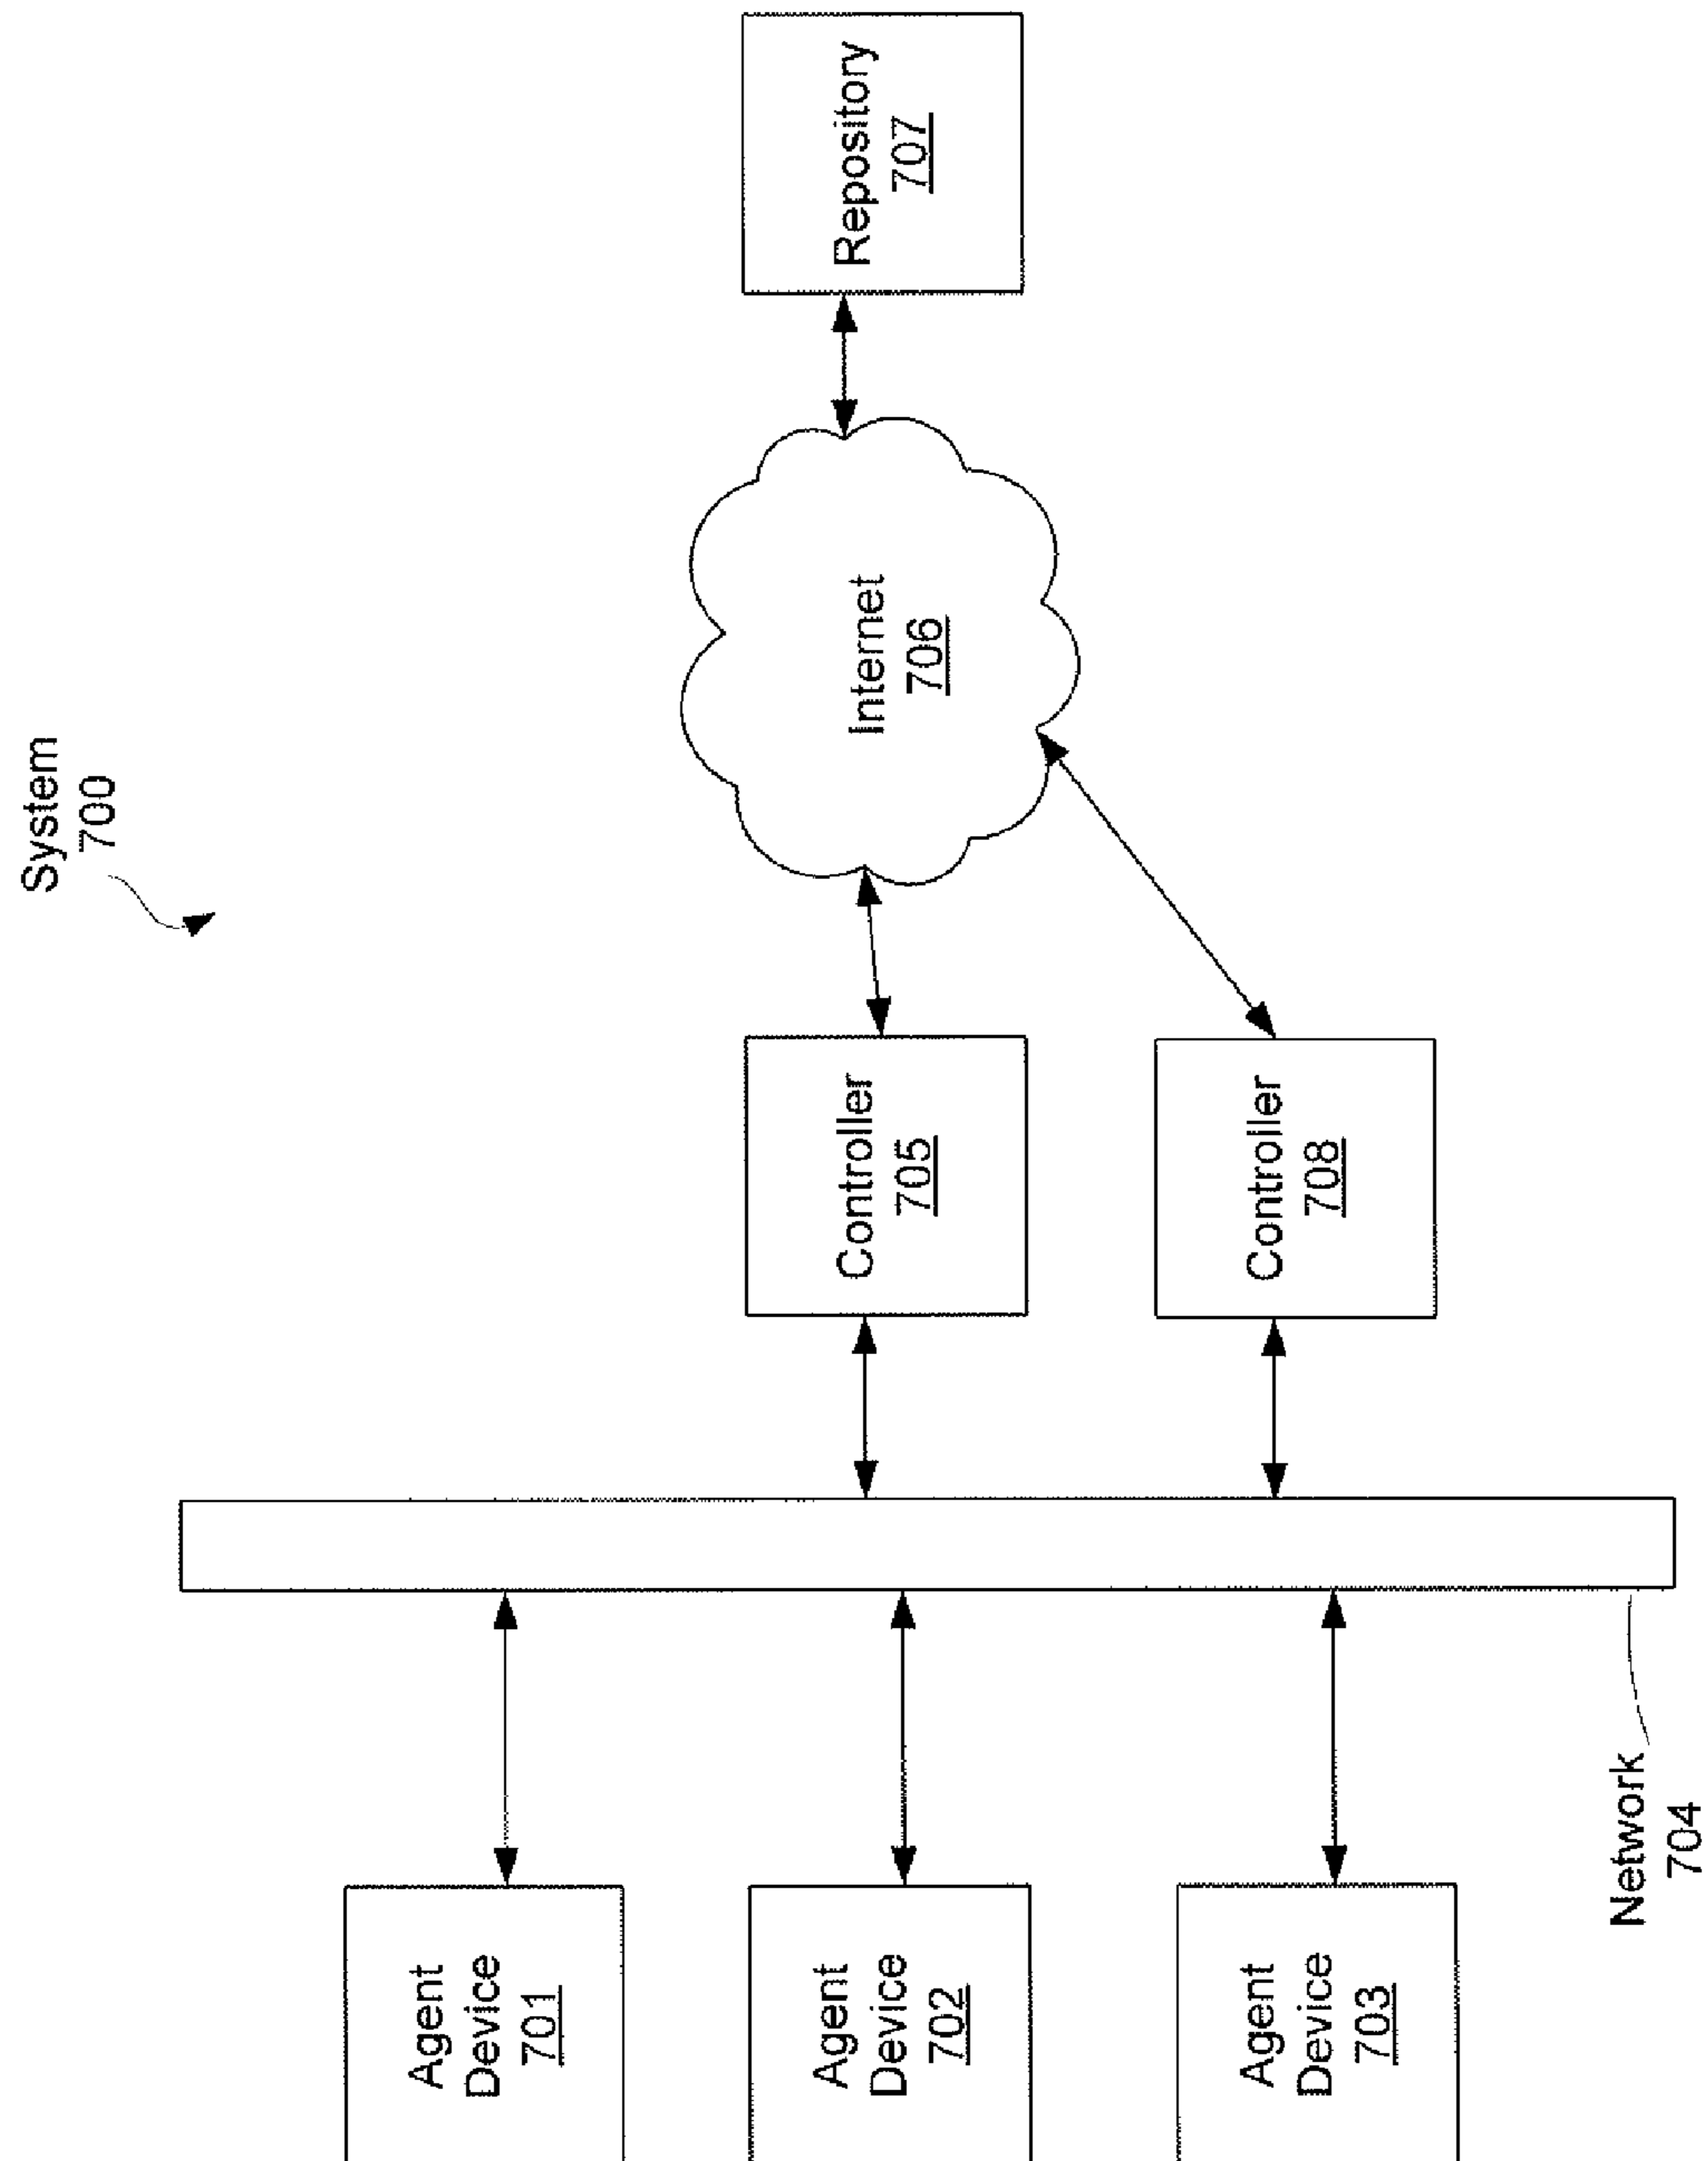 System
700
Agent
Device
701
Agent
Device
702
Agent
Device
703
Network
704
Controller
705
Controller
708
Internet
706
Repository
707